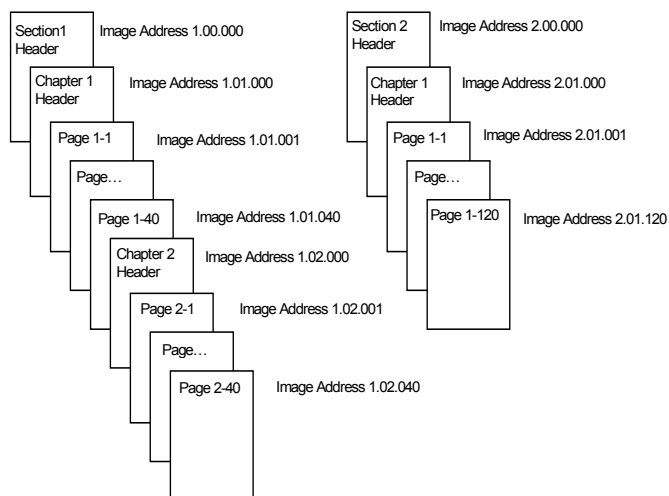 Section1
Header
Image Address 1.00.000
Chapter 1
Header
Image Address 1.01.000
Page 1-1
Image Address 1.01.001
Page…
Page 1-40
Image Address 1.01.040
Chapter 2
Header
Image Address 1.02.000
Page 2-1
Image Address 1.02.001
Page…
Page 2-40
Image Address 1.02.040
Section 2
Header
Image Address 2.00.000
Chapter 1
Header
Image Address 2.01.000
Page 1-1
Image Address 2.01.001
Page…
Page 1-120
Image Address 2.01.120